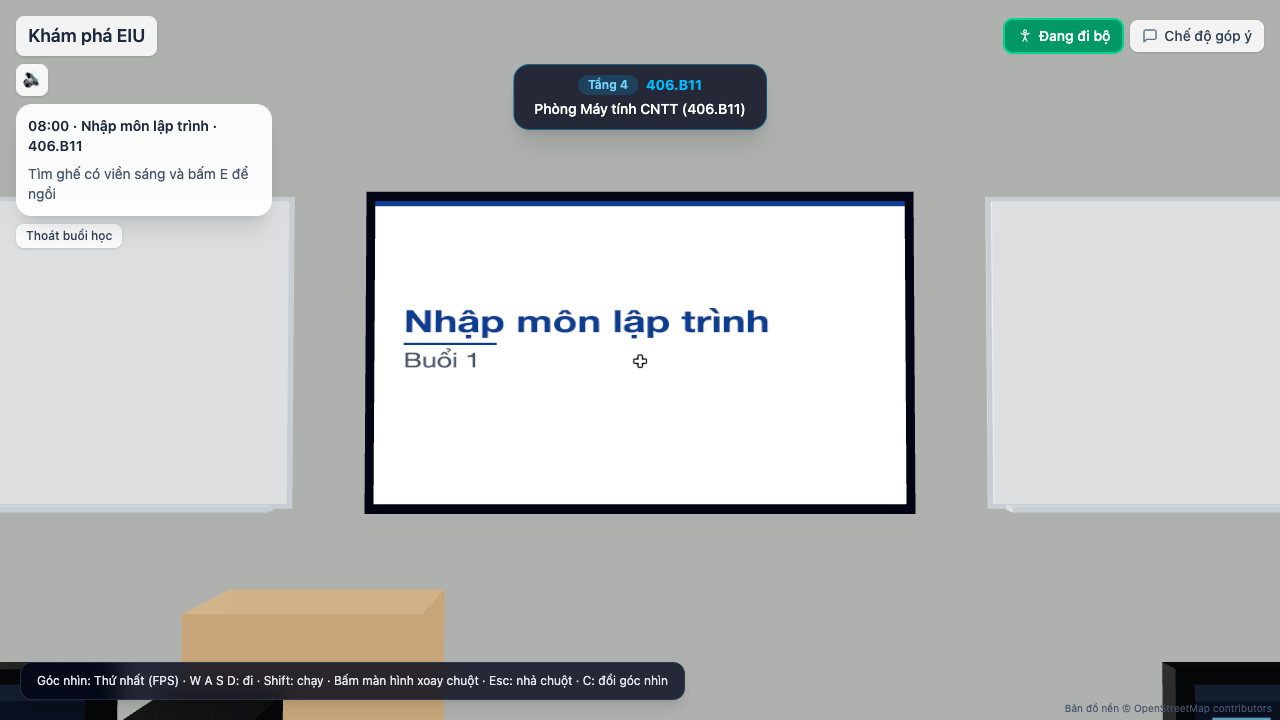 Khám phá EIU
Đang đi bộ
Chế độ góp ý
Tầng 4 406.B11
Phòng Máy tính CNTT (406.B11)
08:00 · Nhập môn lập trình ·
406.B11
Tìm ghế có viền sáng và bấm E để
ngồi
Thoát buổi học
Nhập môn lập trình
Buổi 1
Góc nhìn: Thứ nhất (FPS) · W A S D: đi · Shift: chạy · Bấm màn hình xoay chuột · Esc: nhả chuột · C: đổi góc nhìn
Bản đồ nền © OpenStreetMap contributors